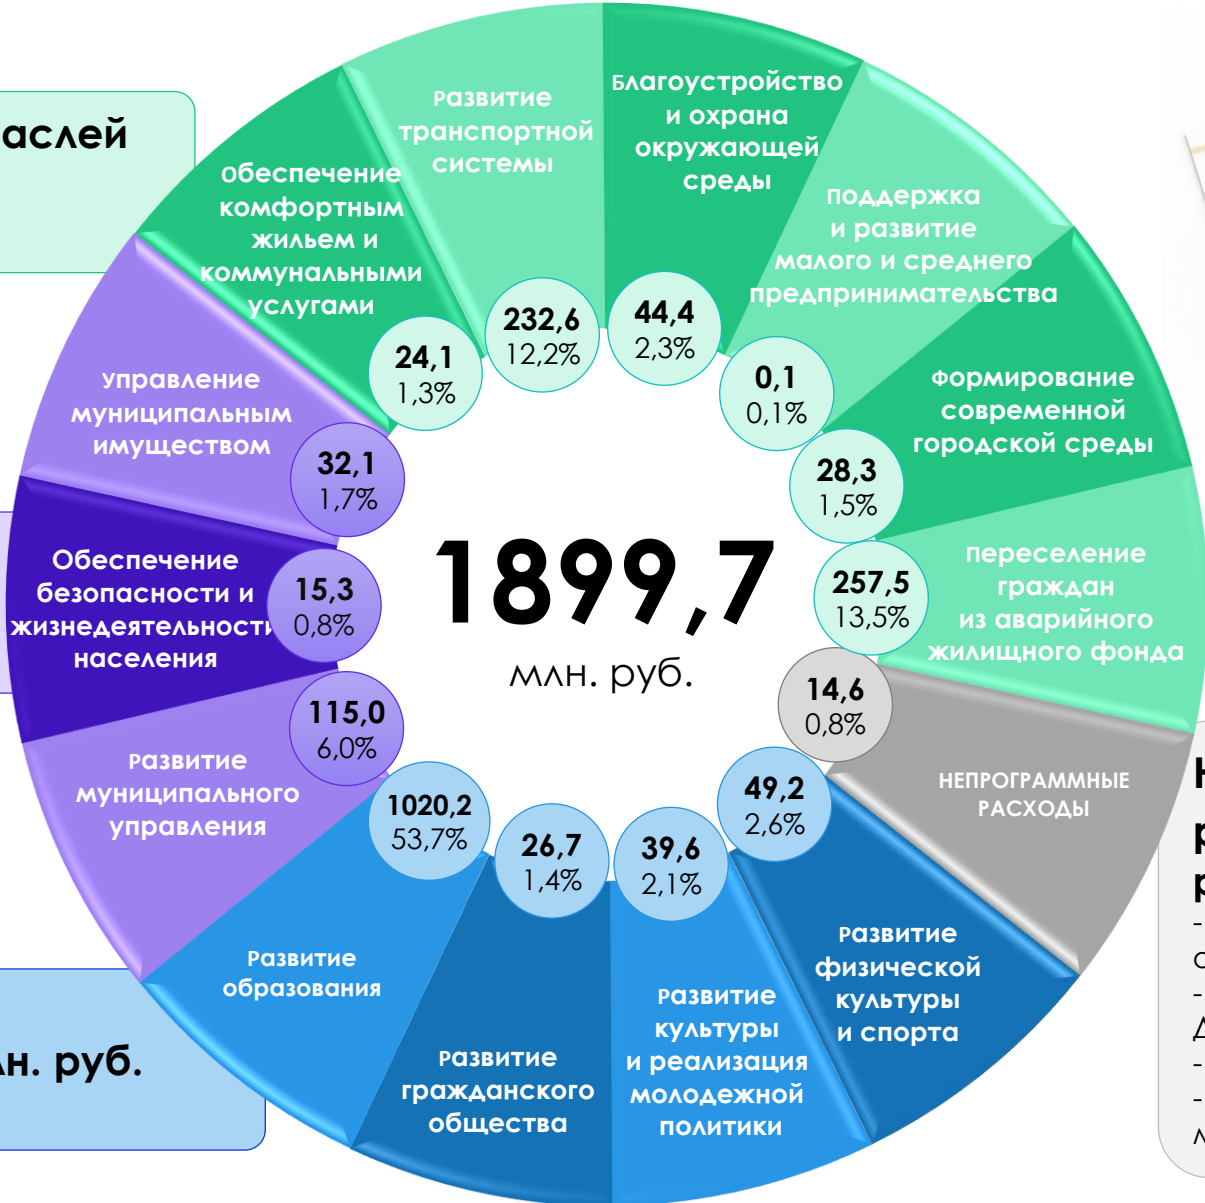 Благоустройство
и охрана
окружающей
среды
44,4
2,3%
Поддержка
и развитие
малого и среднего
предпринимательства
0,1
0,1%
Формирование
современной
городской среды
28,3
1,5%
Переселение
граждан
из аварийного
жилищного фонда
257,5
13,5%
НЕПРОГРАММНЫЕ
РАСХОДЫ
14,6
0,8%
Развитие
физической
культуры
и спорта
49,2
2,6%
Развитие
культуры
и реализация
молодежной
политики
39,6
2,1%
Развитие
гражданского
общества
26,7
1,4%
Развитие
образования
1020,2
53,7%
Развитие
муниципального
управления
115,0
6,0%
Обеспечение
безопасности и
жизнедеятельности
населения
15,3
0,8%
Управление
муниципальным
имуществом
32,1
1,7%
Обеспечение
комфортным
жильем и
коммунальными
услугами
24,1
1,3%
Развитие
транспортной
системы
232,6
12,2%
1899,7
млн. руб.
аслей
лн. руб.